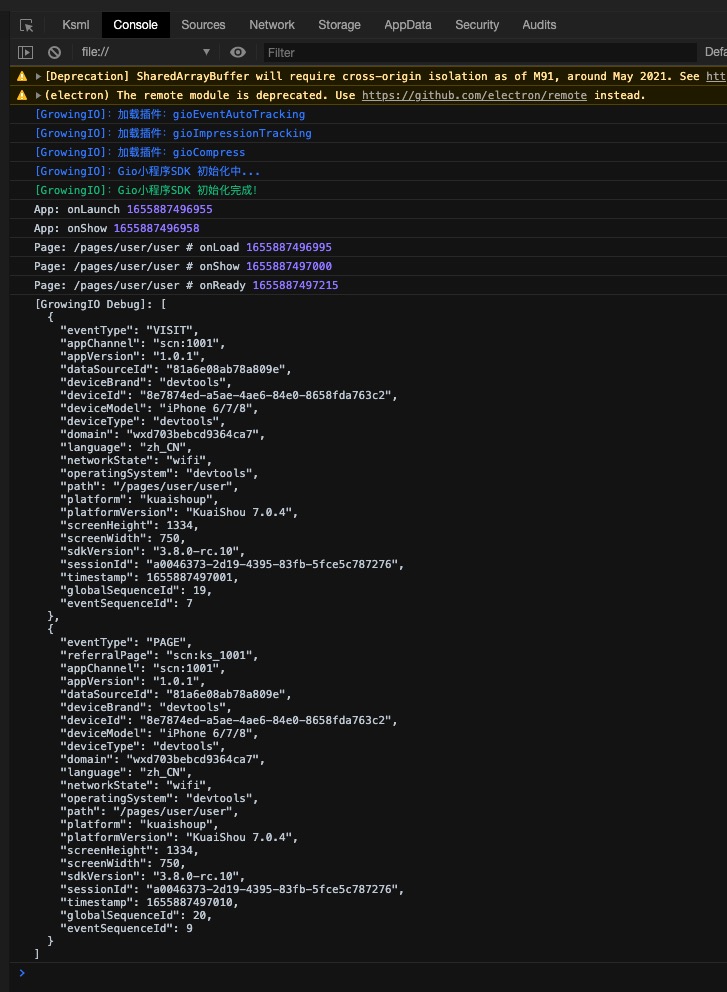 Ksml Console Sources Network Storage AppData Security Audits
file:// ▼ Filter Defa
[Deprecation] SharedArrayBuffer will require cross-origin isolation as of M91, around May 2021. See htt
(electron) The remote module is deprecated. Use https://github.com/electron/remote instead.
[GrowingIO]：加载插件：gioEventAutoTracking
[GrowingIO]：加载插件：gioImpressionTracking
[GrowingIO]：加载插件：gioCompress
[GrowingIO]：Gio小程序SDK 初始化中...
[GrowingIO]：Gio小程序SDK 初始化完成！
App: onLaunch 1655887496955
App: onShow 1655887496958
Page: /pages/user/user # onLoad 1655887496995
Page: /pages/user/user # onShow 1655887497000
Page: /pages/user/user # onReady 1655887497215
[GrowingIO Debug]: [
  {
    "eventType": "VISIT",
    "appChannel": "scn:1001",
    "appVersion": "1.0.1",
    "dataSourceId": "81a6e08ab78a809e",
    "deviceBrand": "devtools",
    "deviceId": "8e7874ed-a5ae-4ae6-84e0-8658fda763c2",
    "deviceModel": "iPhone 6/7/8",
    "deviceType": "devtools",
    "domain": "wxd703bebcd9364ca7",
    "language": "zh_CN",
    "networkState": "wifi",
    "operatingSystem": "devtools",
    "path": "/pages/user/user",
    "platform": "kuaishoup",
    "platformVersion": "KuaiShou 7.0.4",
    "screenHeight": 1334,
    "screenWidth": 750,
    "sdkVersion": "3.8.0-rc.10",
    "sessionId": "a0046373-2d19-4395-83fb-5fce5c787276",
    "timestamp": 1655887497001,
    "globalSequenceId": 19,
    "eventSequenceId": 7
  },
  {
    "eventType": "PAGE",
    "referralPage": "scn:ks_1001",
    "appChannel": "scn:1001",
    "appVersion": "1.0.1",
    "dataSourceId": "81a6e08ab78a809e",
    "deviceBrand": "devtools",
    "deviceId": "8e7874ed-a5ae-4ae6-84e0-8658fda763c2",
    "deviceModel": "iPhone 6/7/8",
    "deviceType": "devtools",
    "domain": "wxd703bebcd9364ca7",
    "language": "zh_CN",
    "networkState": "wifi",
    "operatingSystem": "devtools",
    "path": "/pages/user/user",
    "platform": "kuaishoup",
    "platformVersion": "KuaiShou 7.0.4",
    "screenHeight": 1334,
    "screenWidth": 750,
    "sdkVersion": "3.8.0-rc.10",
    "sessionId": "a0046373-2d19-4395-83fb-5fce5c787276",
    "timestamp": 1655887497010,
    "globalSequenceId": 20,
    "eventSequenceId": 9
  }
]